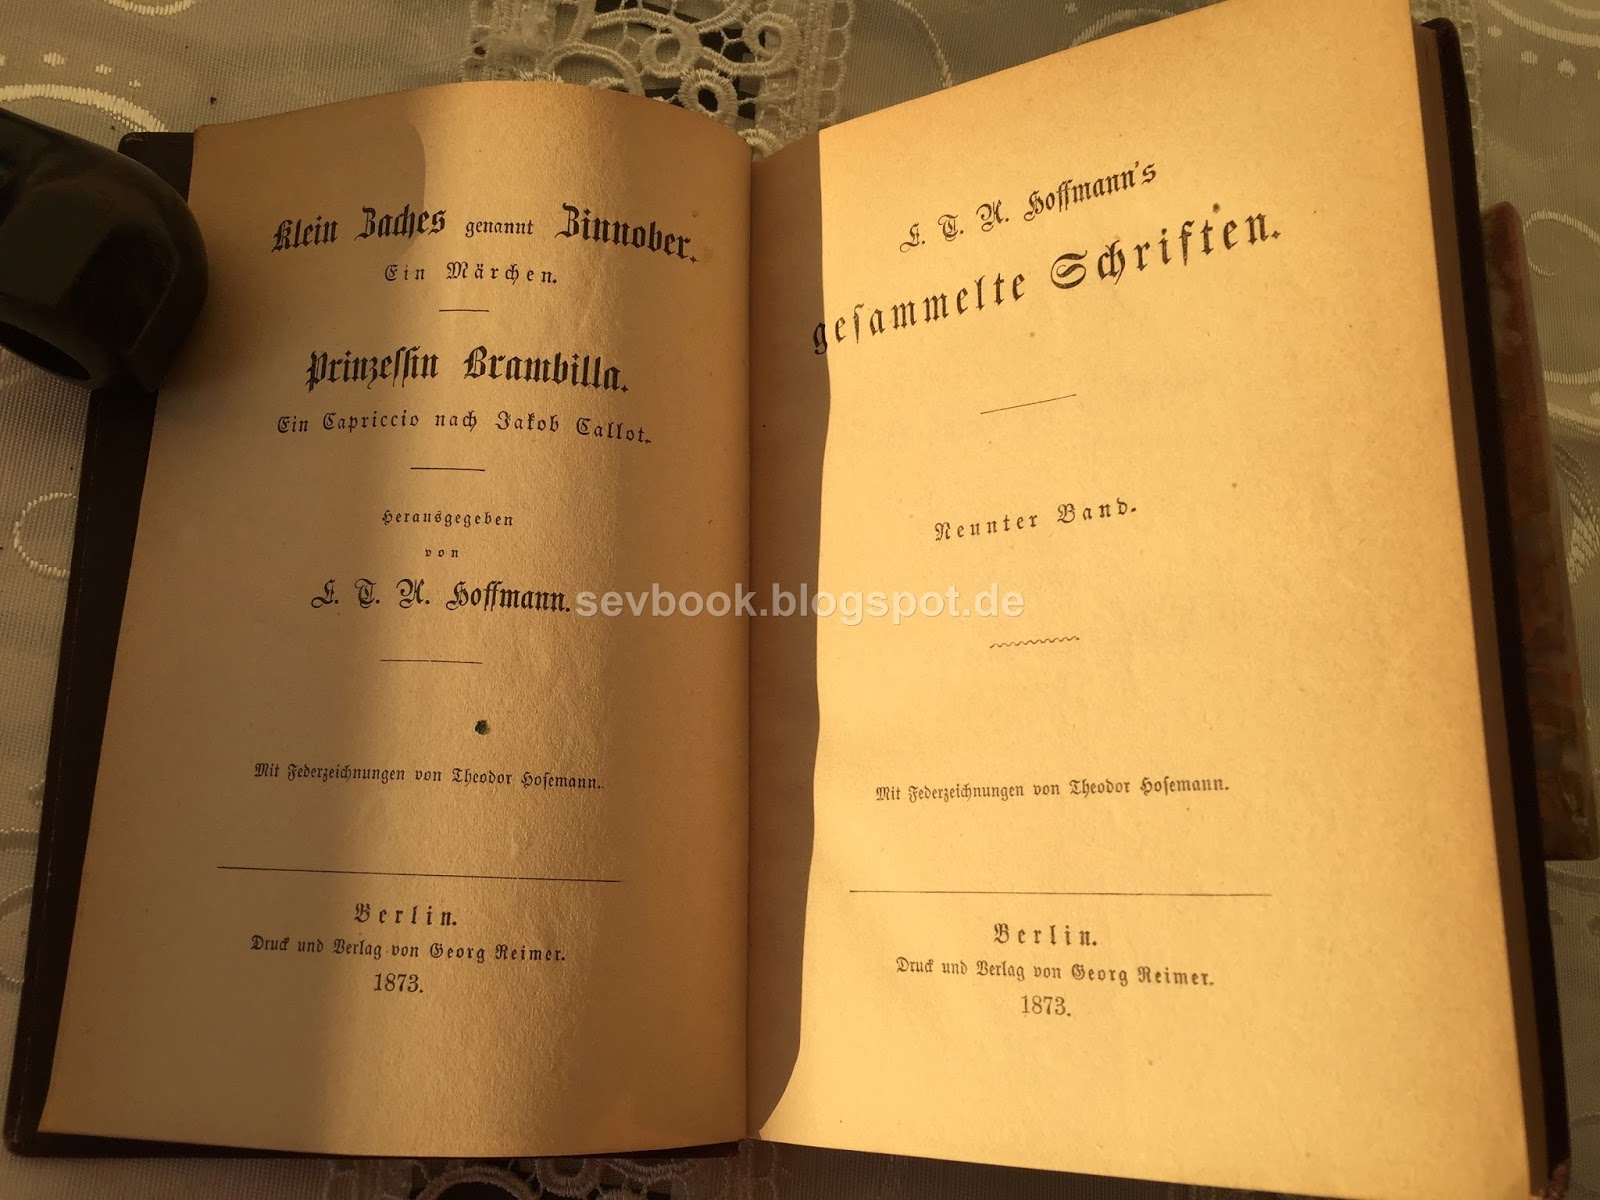 Klein Zaches genannt Zinnober.
Ein Märchen.
Prinzessin Brambilla.
Ein Capriccio nach Jakob Callot.
Herausgegeben
von
E. T. A. Hoffmann.
Mit Federzeichnungen von Theodor Hosemann.
Berlin.
Druck und Verlag von Georg Reimer.
1873.
E. T. A. Hoffmann's
gesammelte Schriften.
Neunter Band.
Mit Federzeichnungen von Theodor Hosemann.
Berlin.
Druck und Verlag von Georg Reimer.
1873.
sevbook.blogspot.de